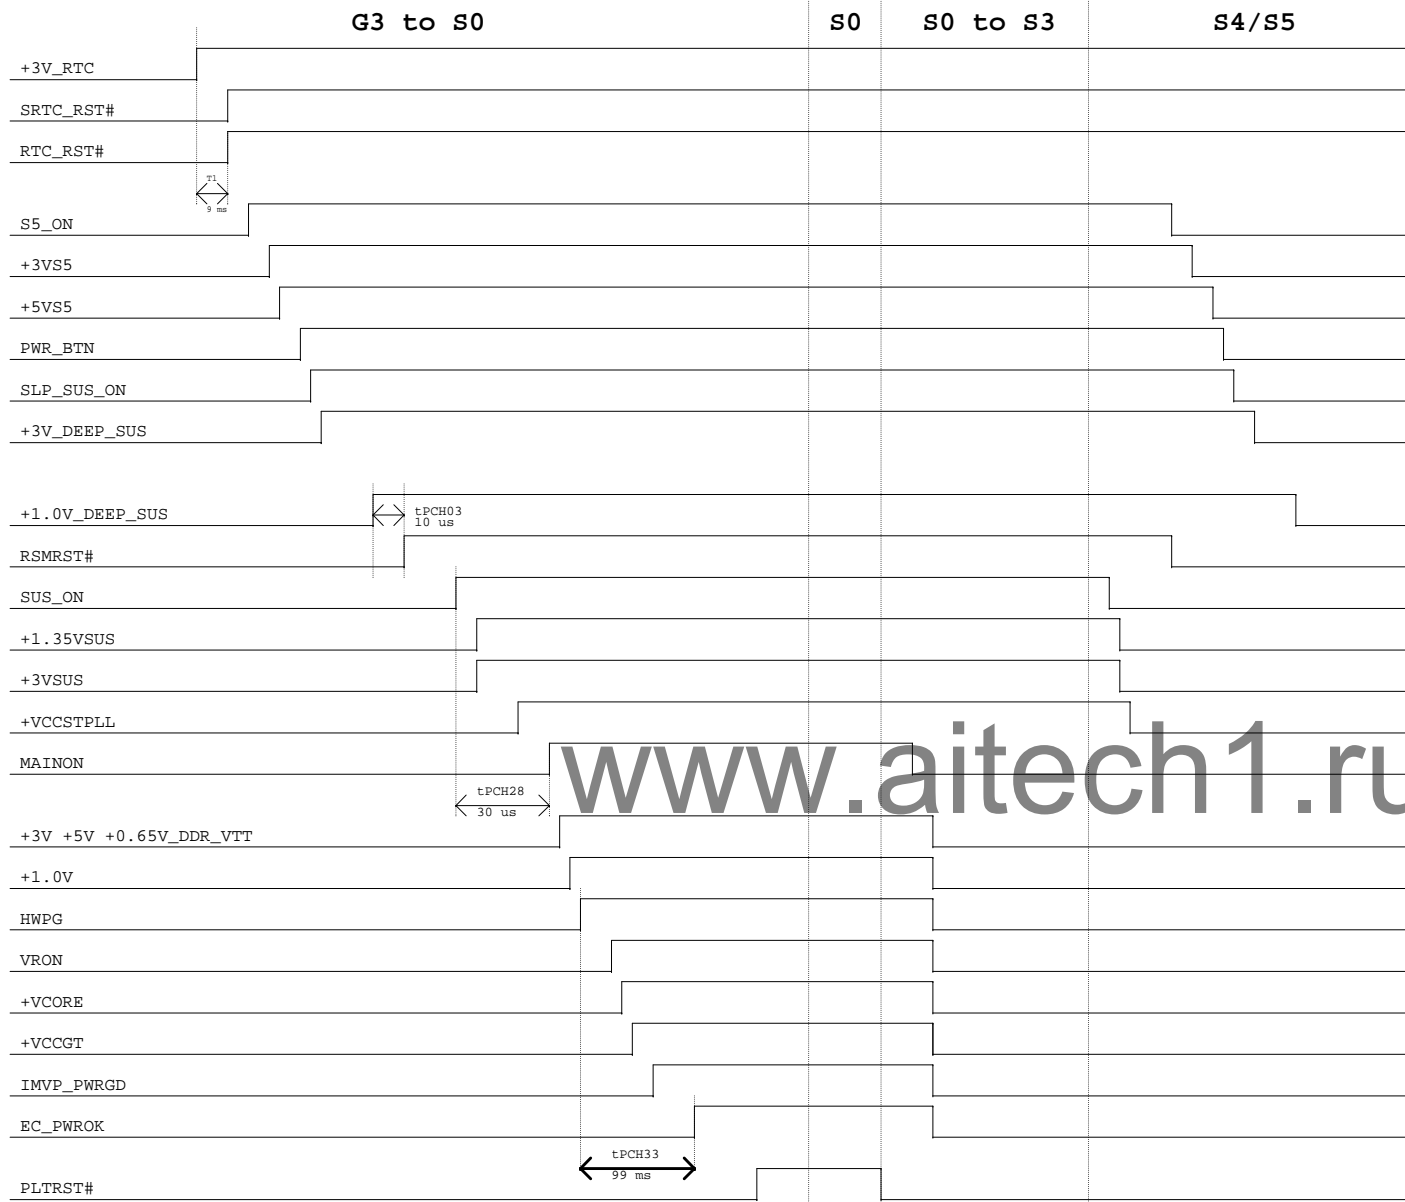 G3 to S0 S0 S0 to S3 S4/S5
+3V_RTC
SRTC_RST#
RTC_RST#
T1
9 ms
S5_ON
+3VS5
+5VS5
PWR_BTN
SLP_SUS_ON
+3V_DEEP_SUS
tPCH03
+1.0V_DEEP_SUS
10 us
RSMRST#
SUS_ON
+1.35VSUS
+3VSUS
+VCCSTPLL
www.aitech1.ru
MAINON
tPCH28
30 us
+3V +5V +0.65V_DDR_VTT
+1.0V
HWPG
VRON
+VCORE
+VCCGT
IMVP_PWRGD
EC_PWROK
tPCH33
99 ms
PLTRST#